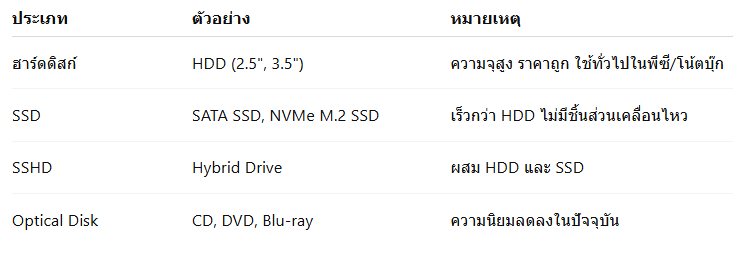 ประเภท ตัวอย่าง หมายเหตุ
ฮาร์ดดิสก์ HDD (2.5", 3.5") ความจุสูง ราคาถูก ใช้ทั่วไปในพีซี/โน้ตบุ๊ก
SSD SATA SSD, NVMe M.2 SSD เร็วกว่า HDD ไม่มีชิ้นส่วนเคลื่อนไหว
SSHD Hybrid Drive ผสม HDD และ SSD
Optical Disk CD, DVD, Blu-ray ความนิยมลดลงในปัจจุบัน